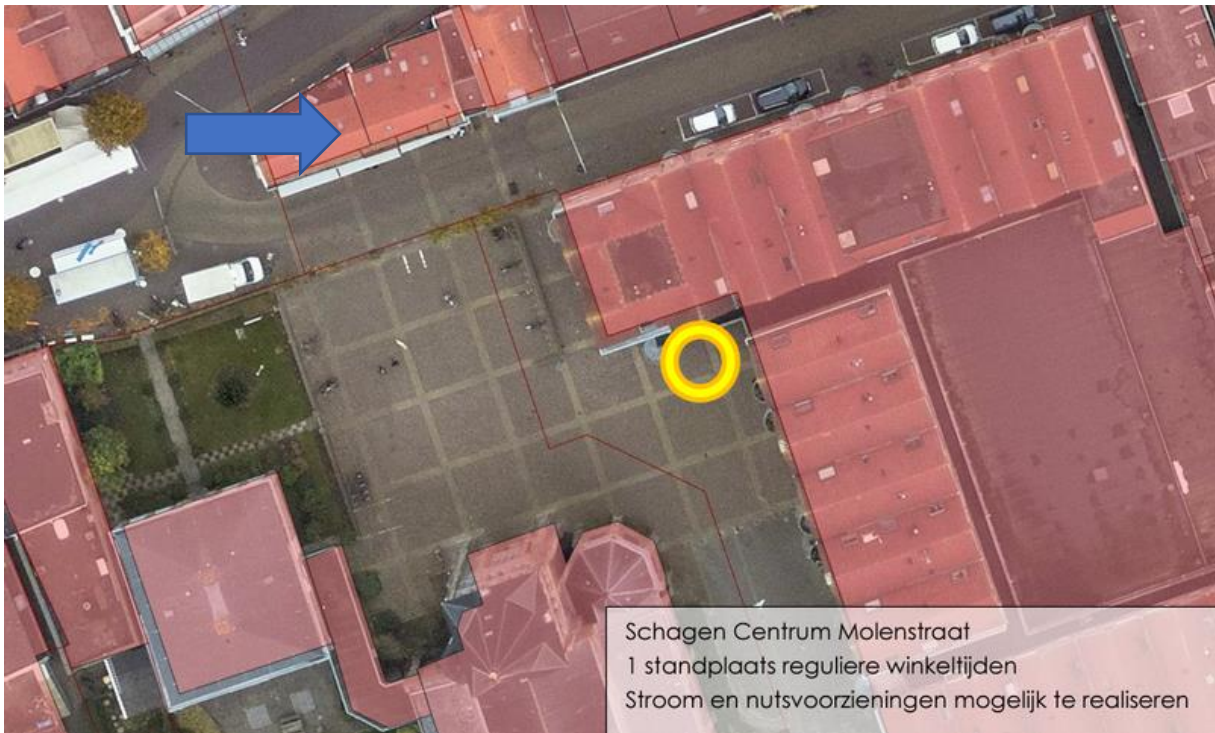 Schagen Centrum Molenstraat
1 standplaats reguliere winkeltijden
Stroom en nutsvoorzieningen mogelijk te realiseren